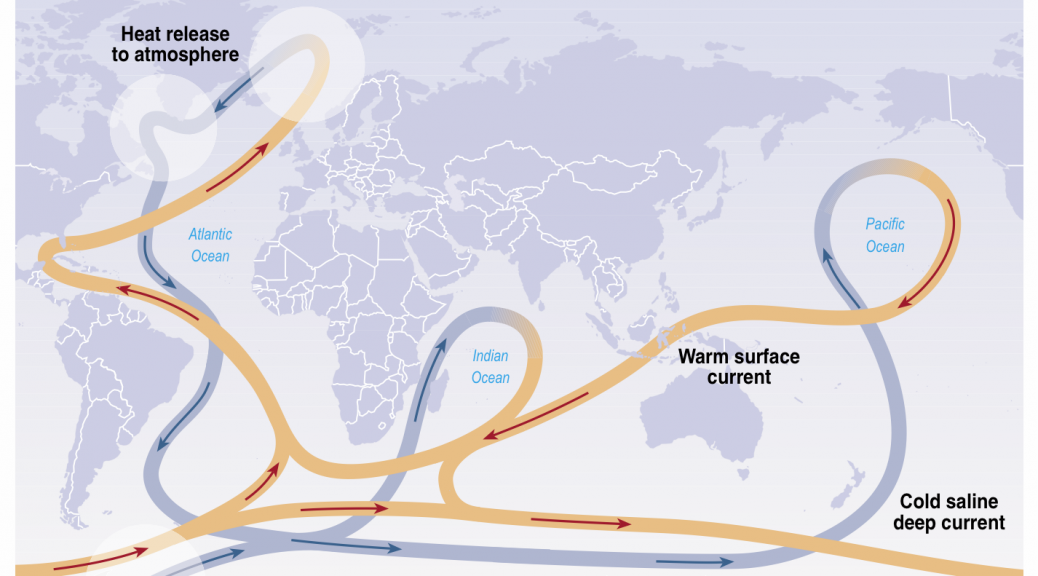 Heat release
to atmosphere
Atlantic
Ocean
Pacific
Ocean
Indian
Ocean
Warm surface
current
Cold saline
deep current